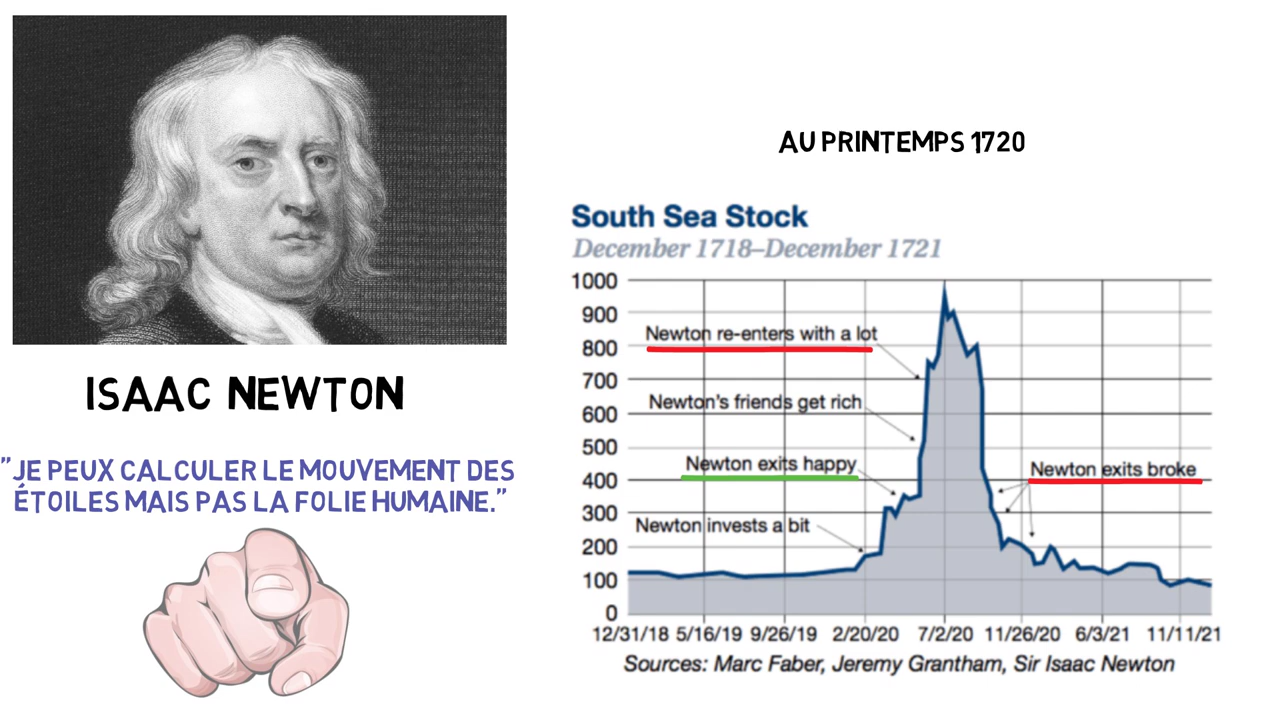 AU PRINTEMPS 1720
ISAAC NEWTON
"JE PEUX CALCULER LE MOUVEMENT DES
ÉTOILES MAIS PAS LA FOLIE HUMAINE."
South Sea Stock
December 1718–December 1721
1000
900
800
700
600
500
400
300
200
100
0
Newton re-enters with a lot
Newton's friends get rich
Newton exits happy
Newton exits broke
Newton invests a bit
12/31/18 5/16/19 9/26/19 2/20/20 7/2/20 11/26/20 6/3/21 11/11/21
Sources: Marc Faber, Jeremy Grantham, Sir Isaac Newton